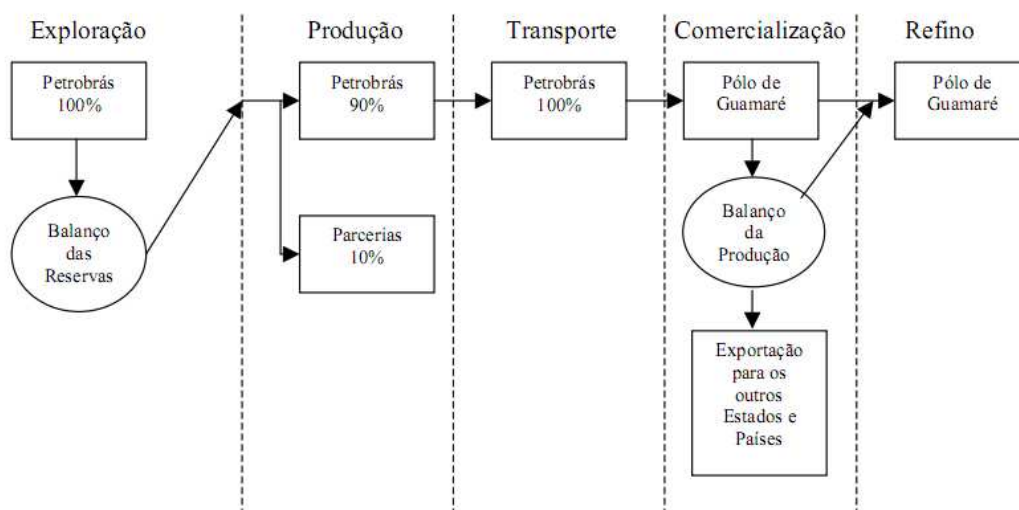 Exploração
Produção
Transporte
Comercialização
Refino
Petrobrás
100%
Petrobrás
90%
Petrobrás
100%
Pólo de
Guamaré
Pólo de
Guamaré
Balanço
das
Reservas
Parcerias
10%
Balanço
da
Produção
Exportação
para os
outros
Estados e
Países